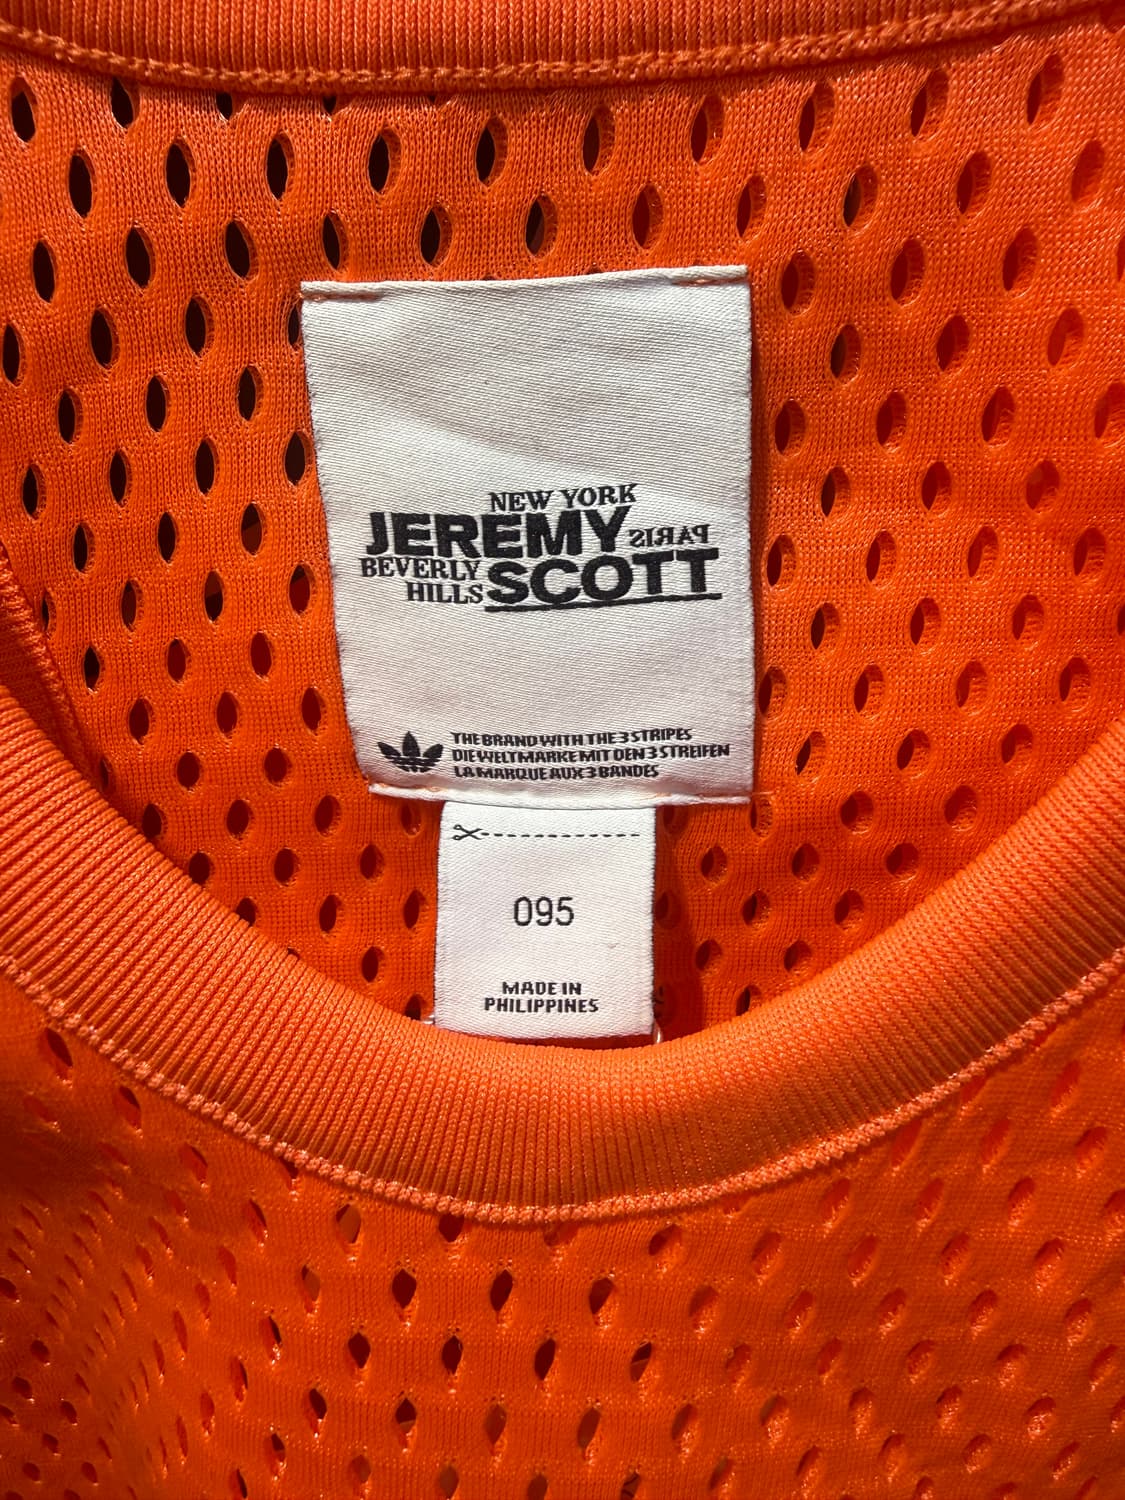 NEW YORK
JEREMY PARIS
BEVERLY SCOTT
HILLS
THE BRAND WITH THE 3 STRIPES
DIE WELTMARKE MIT DEN 3 STREIFEN
LA MARQUE AUX 3 BANDES
095
MADE IN
PHILIPPINES